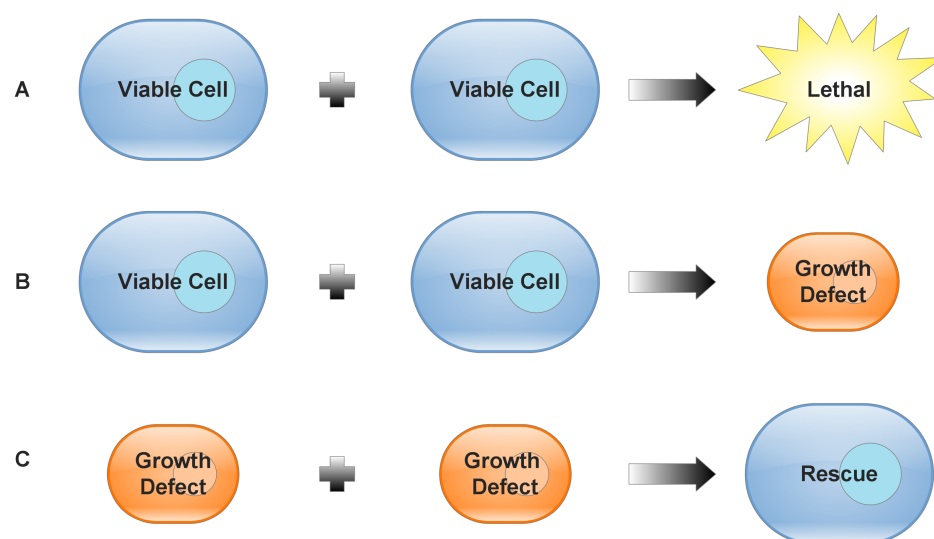 A
Viable Cell
Viable Cell
Lethal
B
Viable Cell
Viable Cell
Growth
Defect
C
Growth
Defect
Growth
Defect
Rescue